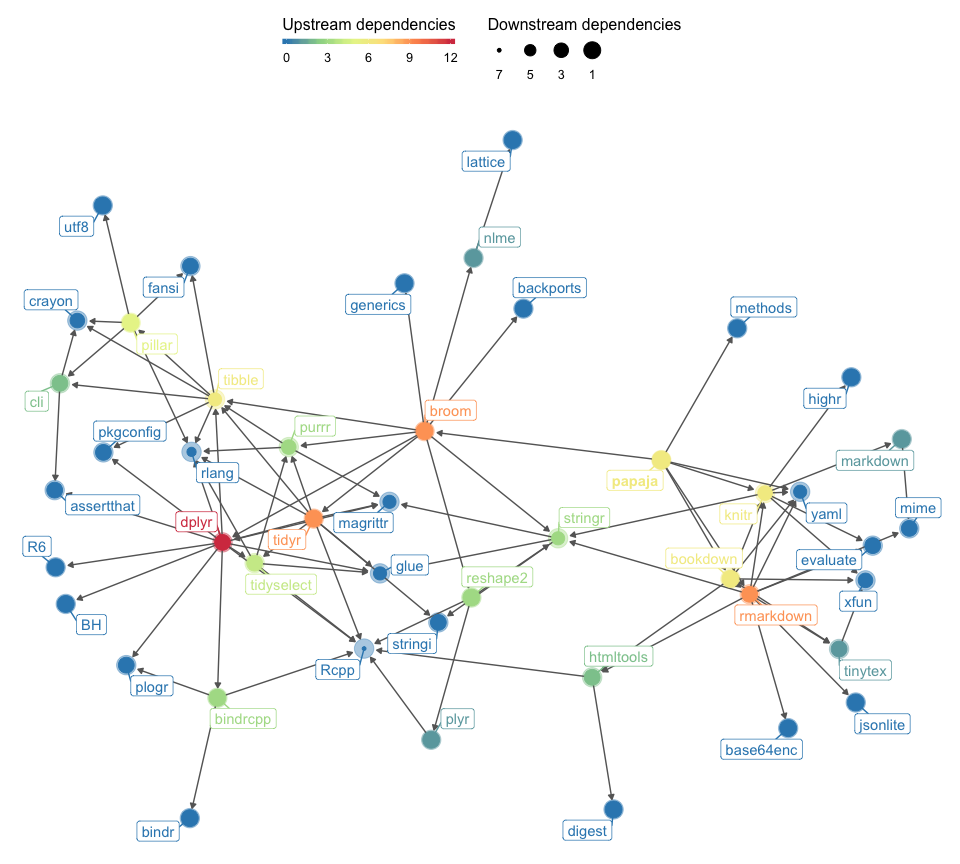 Upstream dependencies
Downstream dependencies
0 3 6 9 12
7 5 3 1
lattice
utf8
nlme
fansi
generics
backports
crayon
methods
pillar
tibble
highr
cli
broom
pkgconfig
purrr
markdown
rlang
papaja
assertthat
knitr
mime
dplyr
magrittr
stringr
yaml
tidyr
R6
bookdown
evaluate
glue
tidyselect
reshape2
xfun
BH
rmarkdown
stringi
htmltools
Rcpp
tinytex
plogr
bindrcpp
plyr
jsonlite
base64enc
bindr
digest